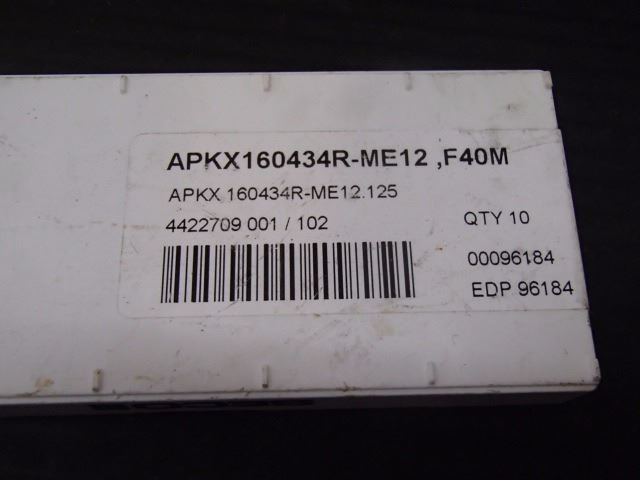 APKX160434R-ME12 ,F40M
APKX 160434R-ME12.125
4422709 001 / 102
QTY 10
00096184
EDP 96184